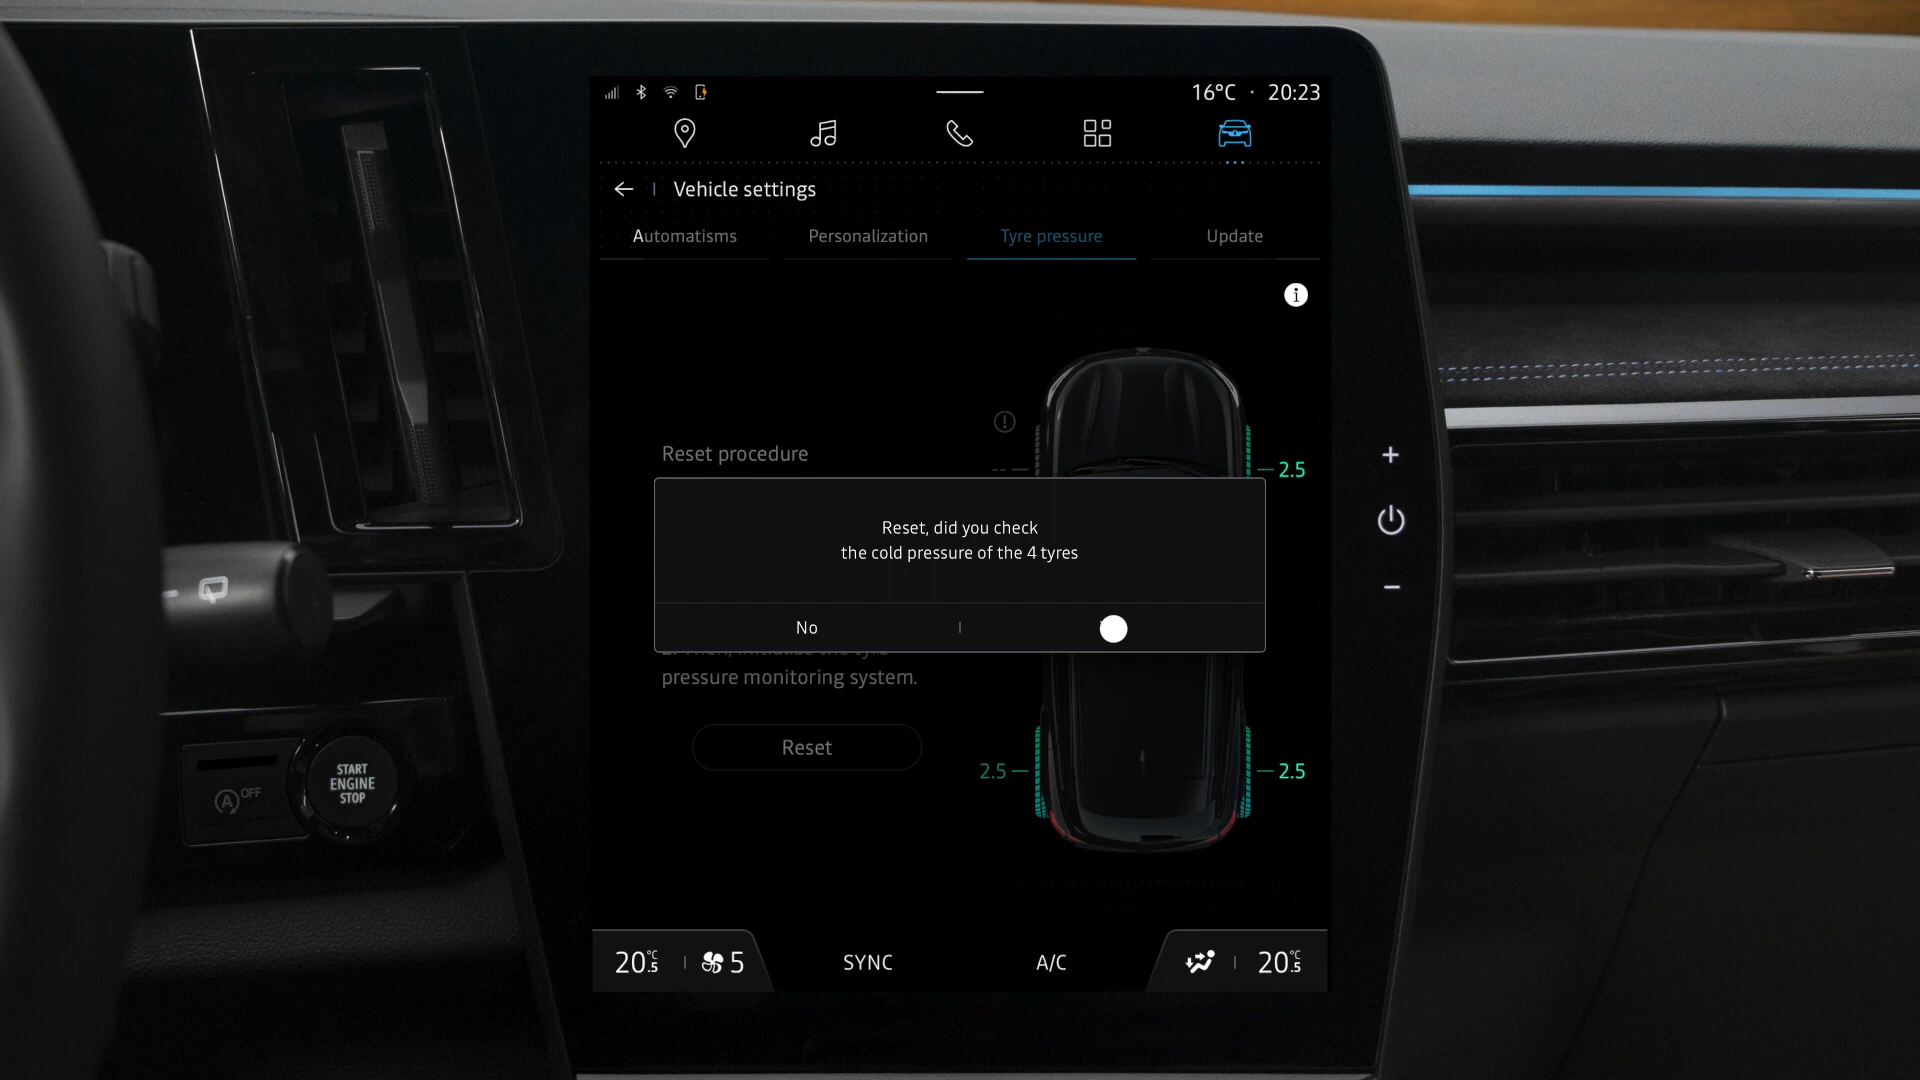 16°C · 20:23
Vehicle settings
Automatisms Personalization Tyre pressure Update
Reset procedure
-- 2.5
Reset, did you check
the cold pressure of the 4 tyres
No
pressure monitoring system.
Reset
2.5 2.5
START
ENGINE
STOP
A OFF
20.5°C 5 SYNC A/C 20.5°C